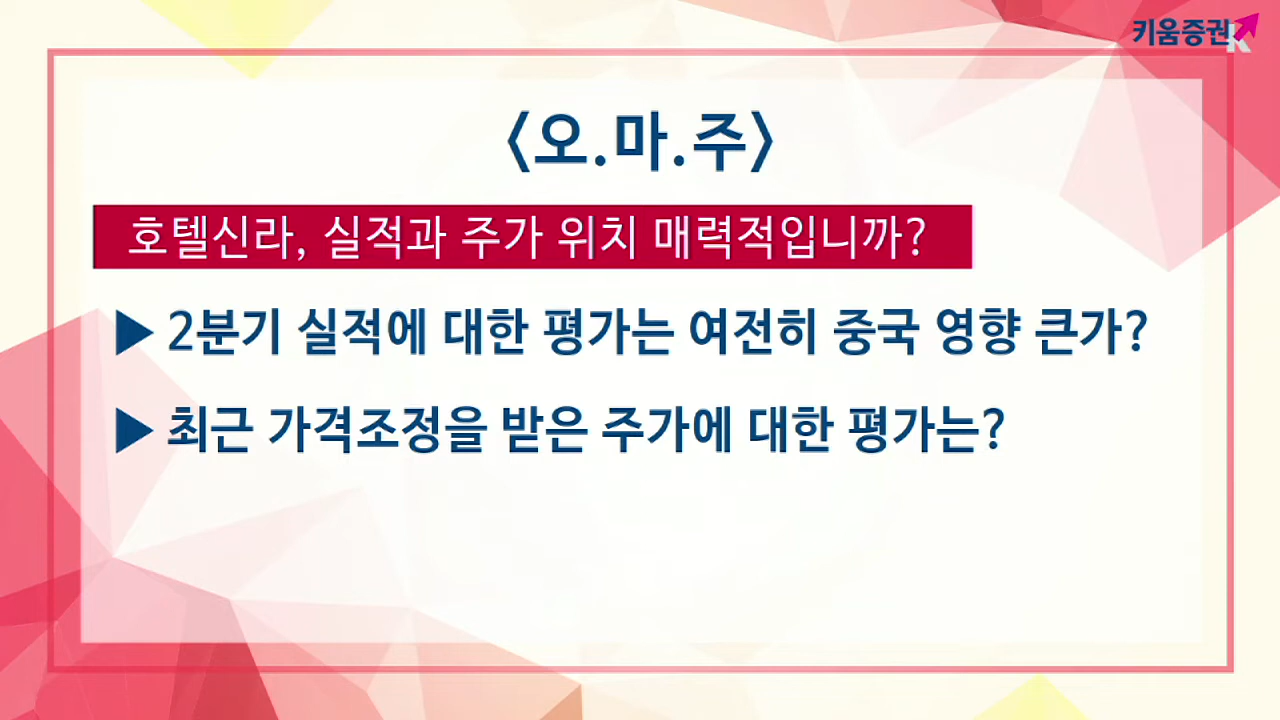 키움증권
<오.마.주>
호텔신라, 실적과 주가 위치 매력적입니까?
▶ 2분기 실적에 대한 평가는 여전히 중국 영향 큰가?
▶ 최근 가격조정을 받은 주가에 대한 평가는?